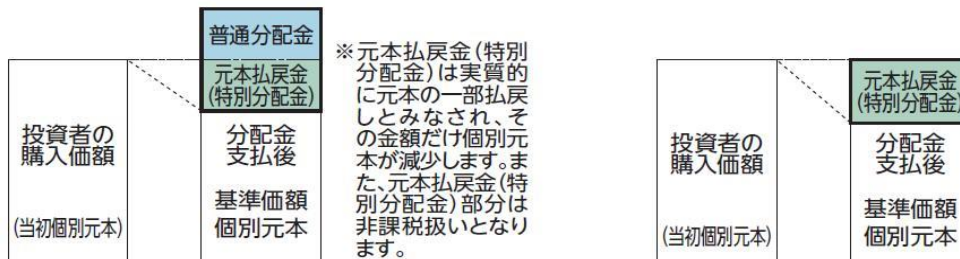 普通分配金
元本払戻金
(特別分配金)
投資者の
購入価額
(当初個別元本)
分配金
支払後
基準価額
個別元本
※元本払戻金(特別
分配金)は実質的
に元本の一部払戻
しとみなされ、そ
の金額だけ個別元
本が減少します。ま
た、元本払戻金(特
別分配金)部分は
非課税扱いとなり
ます。
投資者の
購入価額
(当初個別元本)
元本払戻金
(特別分配金)
分配金
支払後
基準価額
個別元本